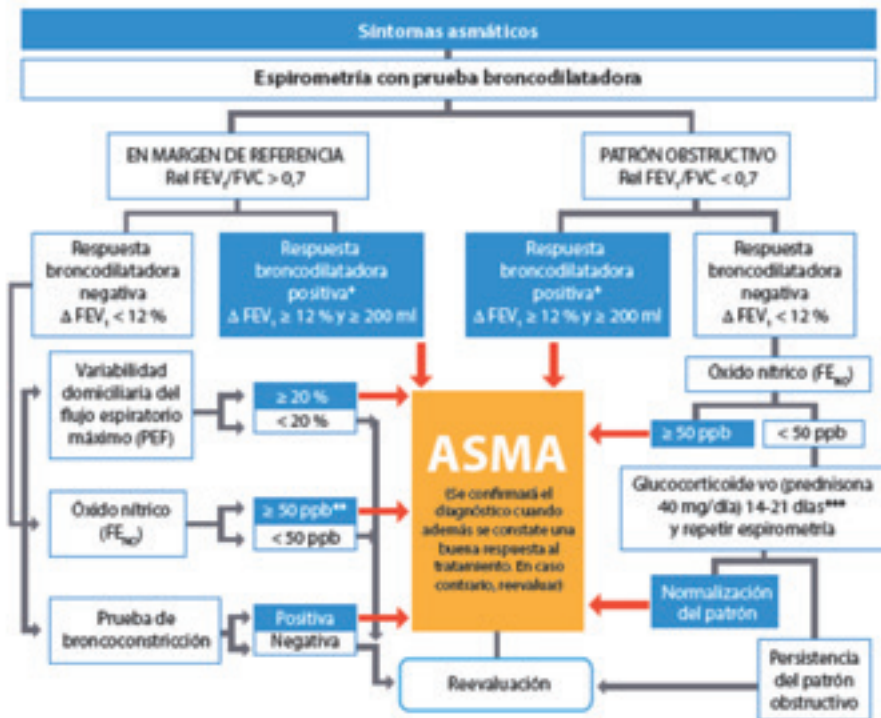 Síntomas asmáticos
Espirometría con prueba broncodilatadora
EN MARGEN DE REFERENCIA
Rel FEV₁/FVC > 0,7
PATRÓN OBSTRUCTIVO
Rel FEV₁/FVC < 0,7
Respuesta
broncodilatadora
negativa
Δ FEV₁ < 12 %
Respuesta
broncodilatadora
positiva*
Δ FEV₁ ≥ 12 % y ≥ 200 ml
Respuesta
broncodilatadora
positiva*
Δ FEV₁ ≥ 12 % y ≥ 200 ml
Respuesta
broncodilatadora
negativa
Δ FEV₁ < 12 %
Variabilidad
domiciliaria del
flujo espiratorio
máximo (PEF)
≥ 20 %
< 20 %
Óxido nítrico
(FE_NO)
≥ 50 ppb**
< 50 ppb
Prueba de
broncoconstricción
Positiva
Negativa
ASMA
(Se confirmará el
diagnóstico cuando
además se constate una
buena respuesta al
tratamiento. En caso
contrario, reevaluar)
Óxido nítrico (FE_NO)
≥ 50 ppb
< 50 ppb
Glucocorticoide vo (prednisona
40 mg/día) 14-21 días***
y repetir espirometría
Normalización
del patrón
Persistencia
del patrón
obstructivo
Reevaluación